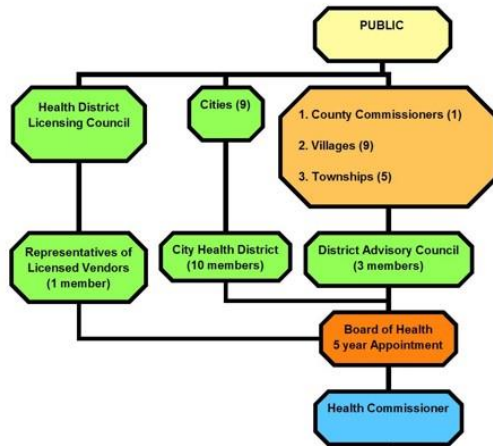 PUBLIC
Health District
Licensing Council
Cities (9)
1. County Commissioners (1)
2. Villages (9)
3. Townships (5)
Representatives of
Licensed Vendors
(1 member)
City Health District
(10 members)
District Advisory Council
(3 members)
Board of Health
5 year Appointment
Health Commissioner